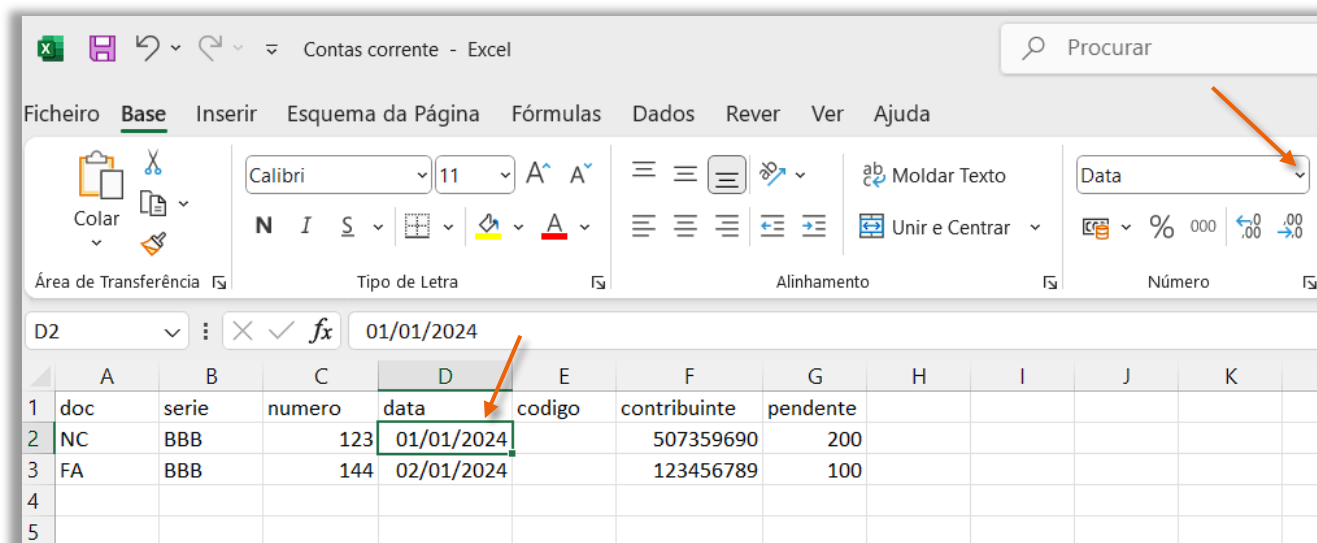 Contas corrente - Excel
Procurar
Ficheiro Base Inserir Esquema da Página Fórmulas Dados Rever Ver Ajuda
Colar
Calibri 11
N I S A
ab Moldar Texto
Unir e Centrar
Data
% 000
Área de Transferência Tipo de Letra Alinhamento Número
D2 fx 01/01/2024
A B C D E F G H I J K
1 doc serie numero data codigo contribuinte pendente
2 NC BBB 123 01/01/2024 507359690 200
3 FA BBB 144 02/01/2024 123456789 100
4
5